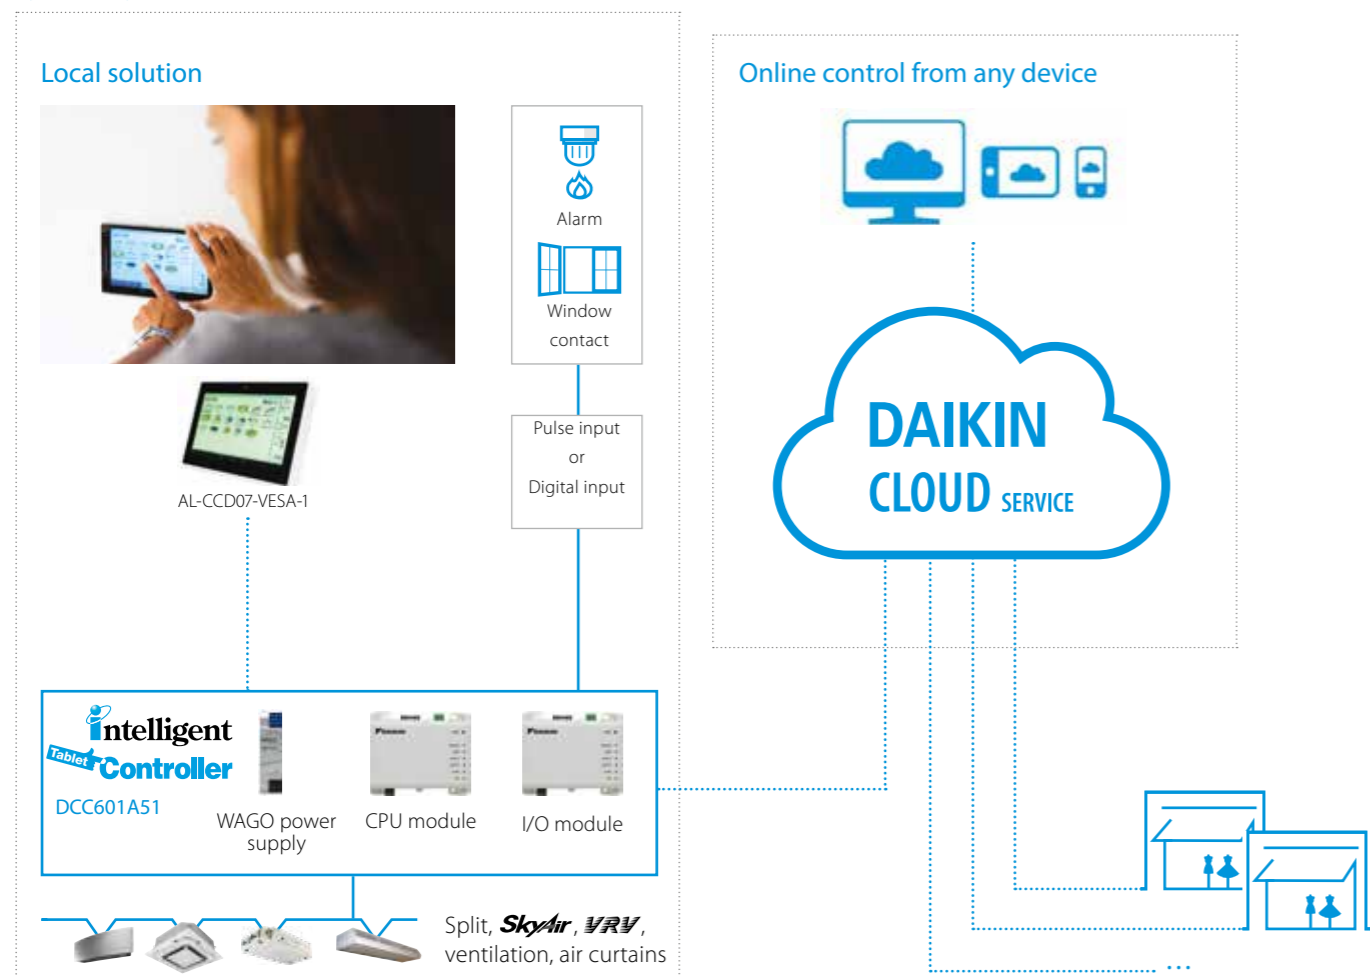 Local solution
Alarm
Window
contact
AL-CCD07-VESA-1
Pulse input
or
Digital input
intelligent
Tablet Controller
DCC601A51
WAGO power
supply
CPU module
I/O module
Split, SkyAir, VRV,
ventilation, air curtains
Online control from any device
DAIKIN
CLOUD SERVICE
...